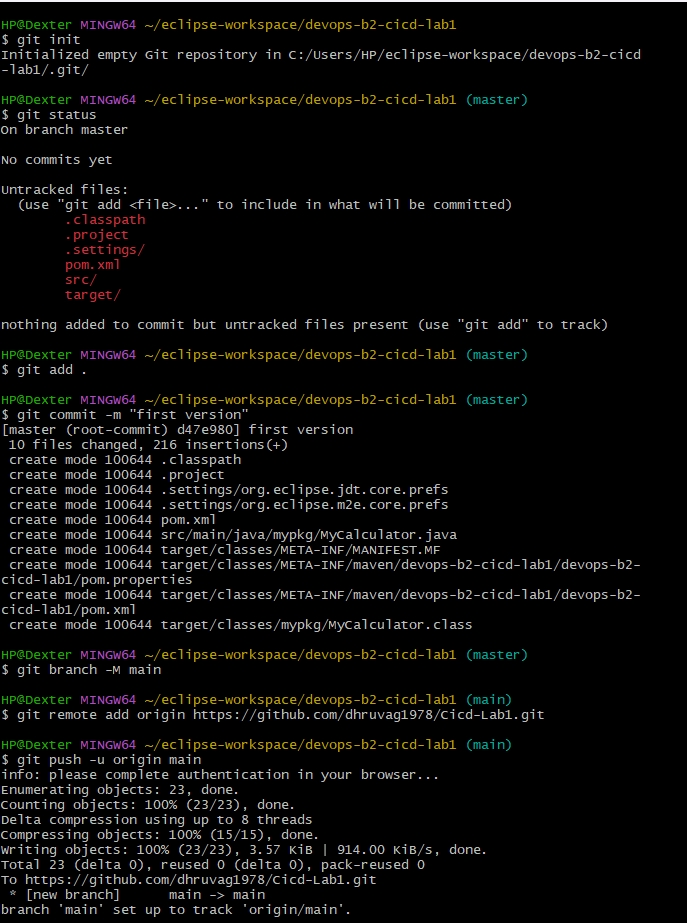 HP@Dexter MINGW64 ~/eclipse-workspace/devops-b2-cicd-lab1
$ git init
Initialized empty Git repository in C:/Users/HP/eclipse-workspace/devops-b2-cicd
-lab1/.git/
HP@Dexter MINGW64 ~/eclipse-workspace/devops-b2-cicd-lab1 (master)
$ git status
On branch master
No commits yet
Untracked files:
  (use "git add <file>..." to include in what will be committed)
        .classpath
        .project
        .settings/
        pom.xml
        src/
        target/
nothing added to commit but untracked files present (use "git add" to track)
HP@Dexter MINGW64 ~/eclipse-workspace/devops-b2-cicd-lab1 (master)
$ git add .
HP@Dexter MINGW64 ~/eclipse-workspace/devops-b2-cicd-lab1 (master)
$ git commit -m "first version"
[master (root-commit) d47e980] first version
 10 files changed, 216 insertions(+)
 create mode 100644 .classpath
 create mode 100644 .project
 create mode 100644 .settings/org.eclipse.jdt.core.prefs
 create mode 100644 .settings/org.eclipse.m2e.core.prefs
 create mode 100644 pom.xml
 create mode 100644 src/main/java/mypkg/MyCalculator.java
 create mode 100644 target/classes/META-INF/MANIFEST.MF
 create mode 100644 target/classes/META-INF/maven/devops-b2-cicd-lab1/devops-b2-
cicd-lab1/pom.properties
 create mode 100644 target/classes/META-INF/maven/devops-b2-cicd-lab1/devops-b2-
cicd-lab1/pom.xml
 create mode 100644 target/classes/mypkg/MyCalculator.class
HP@Dexter MINGW64 ~/eclipse-workspace/devops-b2-cicd-lab1 (master)
$ git branch -M main
HP@Dexter MINGW64 ~/eclipse-workspace/devops-b2-cicd-lab1 (main)
$ git remote add origin https://github.com/dhruvag1978/Cicd-Lab1.git
HP@Dexter MINGW64 ~/eclipse-workspace/devops-b2-cicd-lab1 (main)
$ git push -u origin main
info: please complete authentication in your browser...
Enumerating objects: 23, done.
Counting objects: 100% (23/23), done.
Delta compression using up to 8 threads
Compressing objects: 100% (15/15), done.
Writing objects: 100% (23/23), 3.57 KiB | 914.00 KiB/s, done.
Total 23 (delta 0), reused 0 (delta 0), pack-reused 0
To https://github.com/dhruvag1978/Cicd-Lab1.git
 * [new branch]      main -> main
branch 'main' set up to track 'origin/main'.